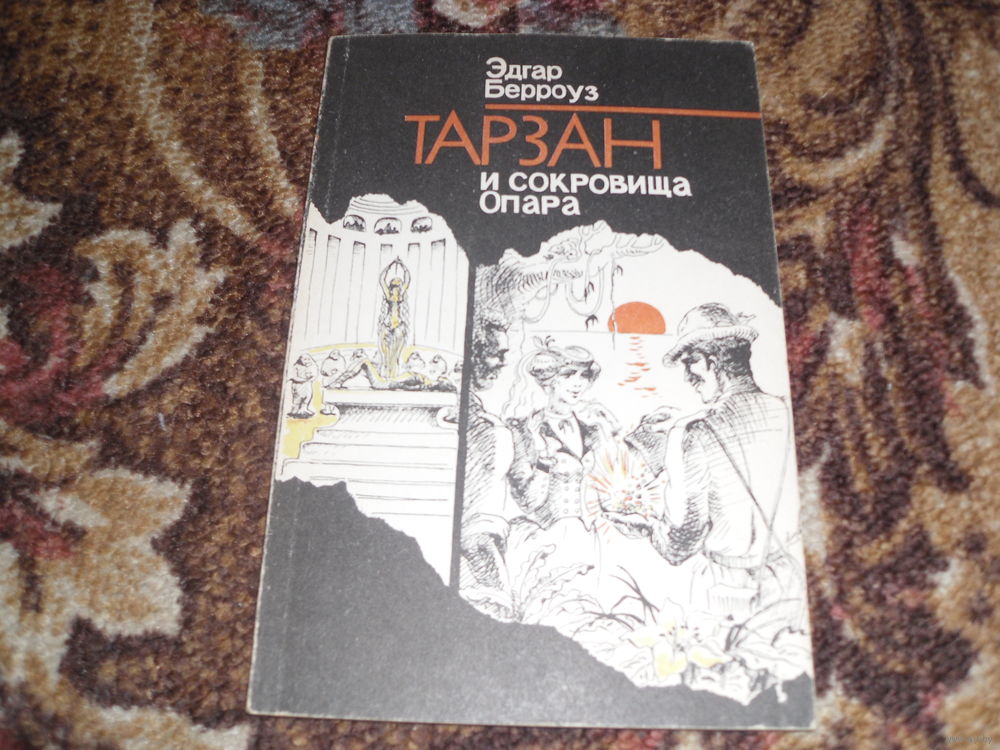 Эдгар
Берроуз
ТАРЗАН
и сокровища
Опара